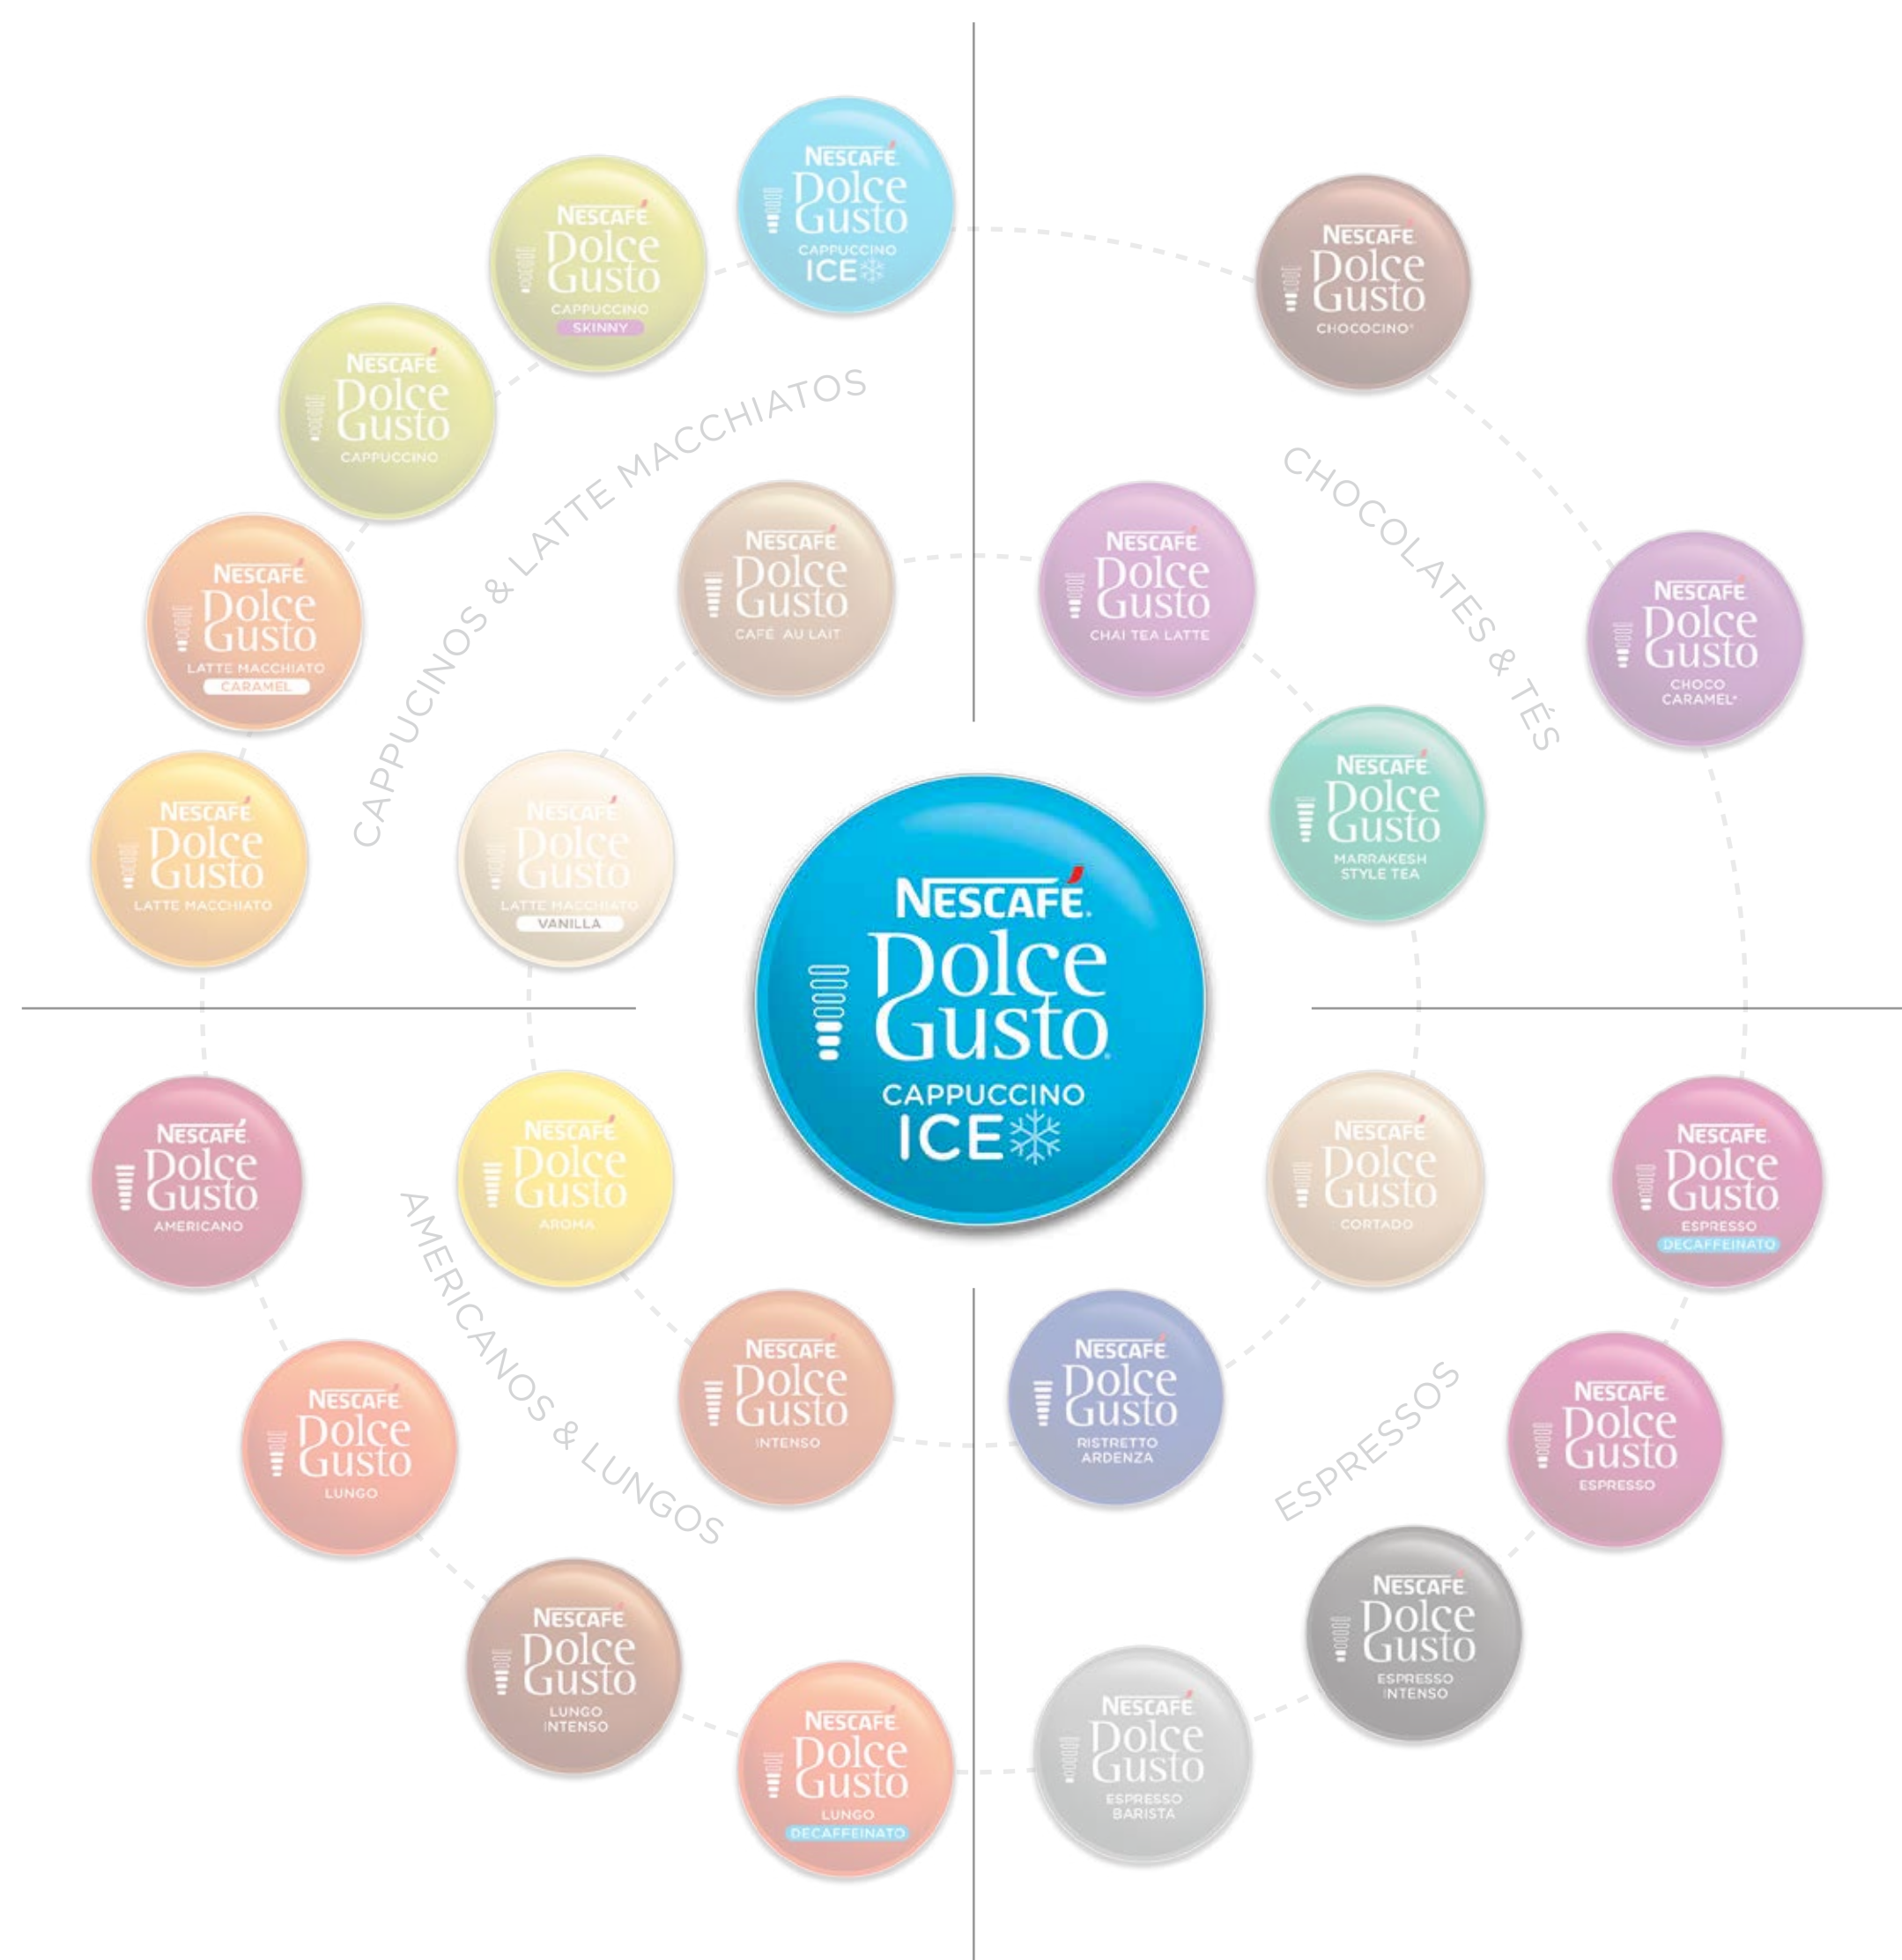 NESCAFÉ
Dolce
Gusto
CAPPUCCINO
ICE
NESCAFÉ
Dolce
Gusto
CAPPUCCINO
SKINNY
NESCAFÉ
Dolce
Gusto
CAPPUCCINO
NESCAFÉ
Dolce
Gusto
LATTE MACCHIATO
CARAMEL
NESCAFÉ
Dolce
Gusto
LATTE MACCHIATO
CAPPUCINOS & LATTE MACCHIATOS
NESCAFÉ
Dolce
Gusto
CAFÉ AU LAIT
NESCAFÉ
Dolce
Gusto
LATTE MACCHIATO
VANILLA
NESCAFÉ
Dolce
Gusto
CHOCOCINO*
NESCAFÉ
Dolce
Gusto
CHOCO
CARAMEL*
CHOCOLATES & TÉS
NESCAFÉ
Dolce
Gusto
CHAI TEA LATTE
NESCAFÉ
Dolce
Gusto
MARRAKESH
STYLE TEA
NESCAFÉ.
Dolce
Gusto
CAPPUCCINO
ICE
NESCAFÉ
Dolce
Gusto
AMERICANO
NESCAFÉ
Dolce
Gusto
AROMA
AMERICANOS & LUNGOS
NESCAFÉ
Dolce
Gusto
LUNGO
NESCAFÉ
Dolce
Gusto
INTENSO
NESCAFÉ
Dolce
Gusto
LUNGO
INTENSO
NESCAFÉ
Dolce
Gusto
LUNGO
DECAFFEINATO
NESCAFÉ
Dolce
Gusto
CORTADO
NESCAFÉ
Dolce
Gusto
ESPRESSO
DECAFFEINATO
NESCAFÉ
Dolce
Gusto
RISTRETTO
ARDENZA
ESPRESSOS
NESCAFÉ
Dolce
Gusto
ESPRESSO
NESCAFÉ
Dolce
Gusto
ESPRESSO
INTENSO
NESCAFÉ
Dolce
Gusto
ESPRESSO
BARISTA